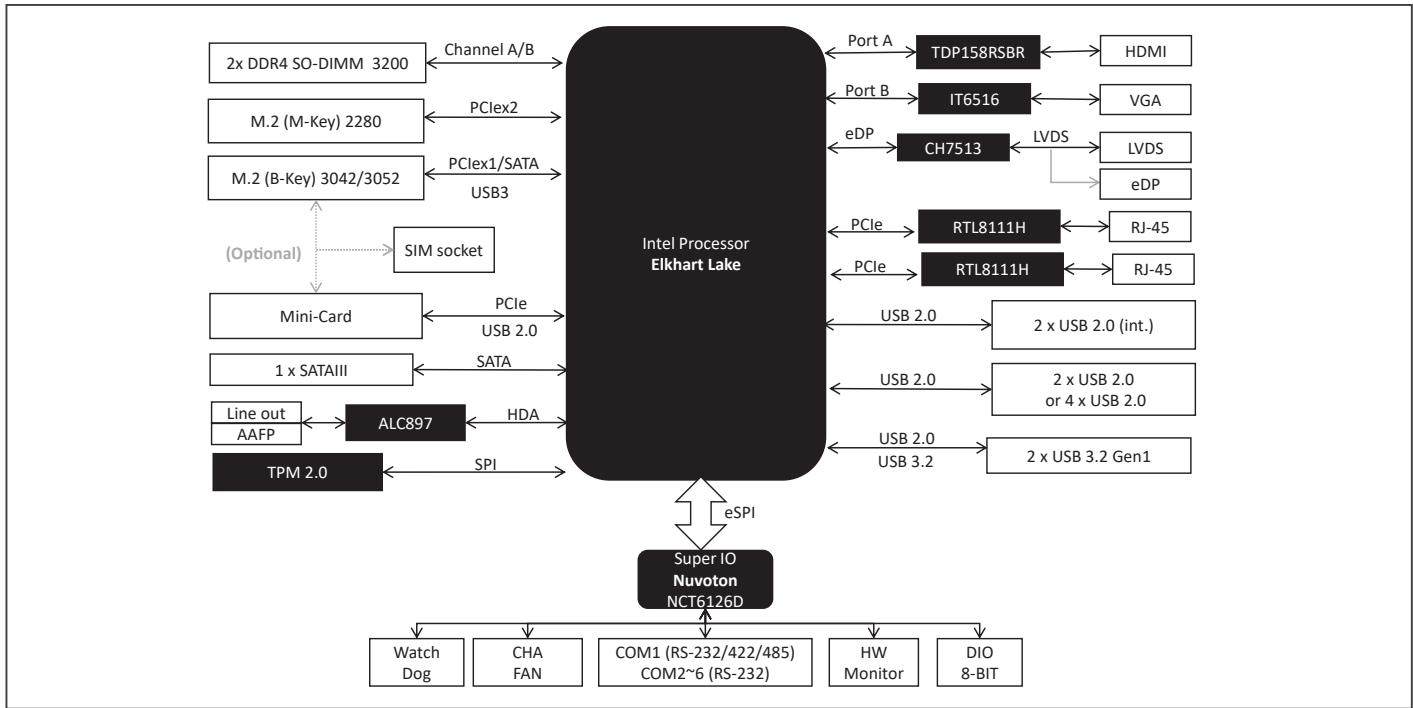 Channel A/B
2x DDR4 SO-DIMM  3200
PCIex2
M.2 (M-Key) 2280
PCIex1/SATA
M.2 (B-Key) 3042/3052
USB3
(Optional)
SIM socket
PCIe
Mini-Card
USB 2.0
SATA
1 x SATAIII
Line out
AAFP
ALC897
HDA
TPM 2.0
SPI
Intel Processor
Elkhart Lake
Port A
TDP158RSBR
HDMI
Port B
IT6516
VGA
eDP
CH7513
LVDS
LVDS
eDP
PCIe
RTL8111H
RJ-45
PCIe
RTL8111H
RJ-45
USB 2.0
2 x USB 2.0 (int.)
USB 2.0
2 x USB 2.0
or 4 x USB 2.0
USB 2.0
USB 3.2
2 x USB 3.2 Gen1
eSPI
Super IO
Nuvoton
NCT6126D
Watch
Dog
CHA
FAN
COM1 (RS-232/422/485)
COM2~6 (RS-232)
HW
Monitor
DIO
8-BIT